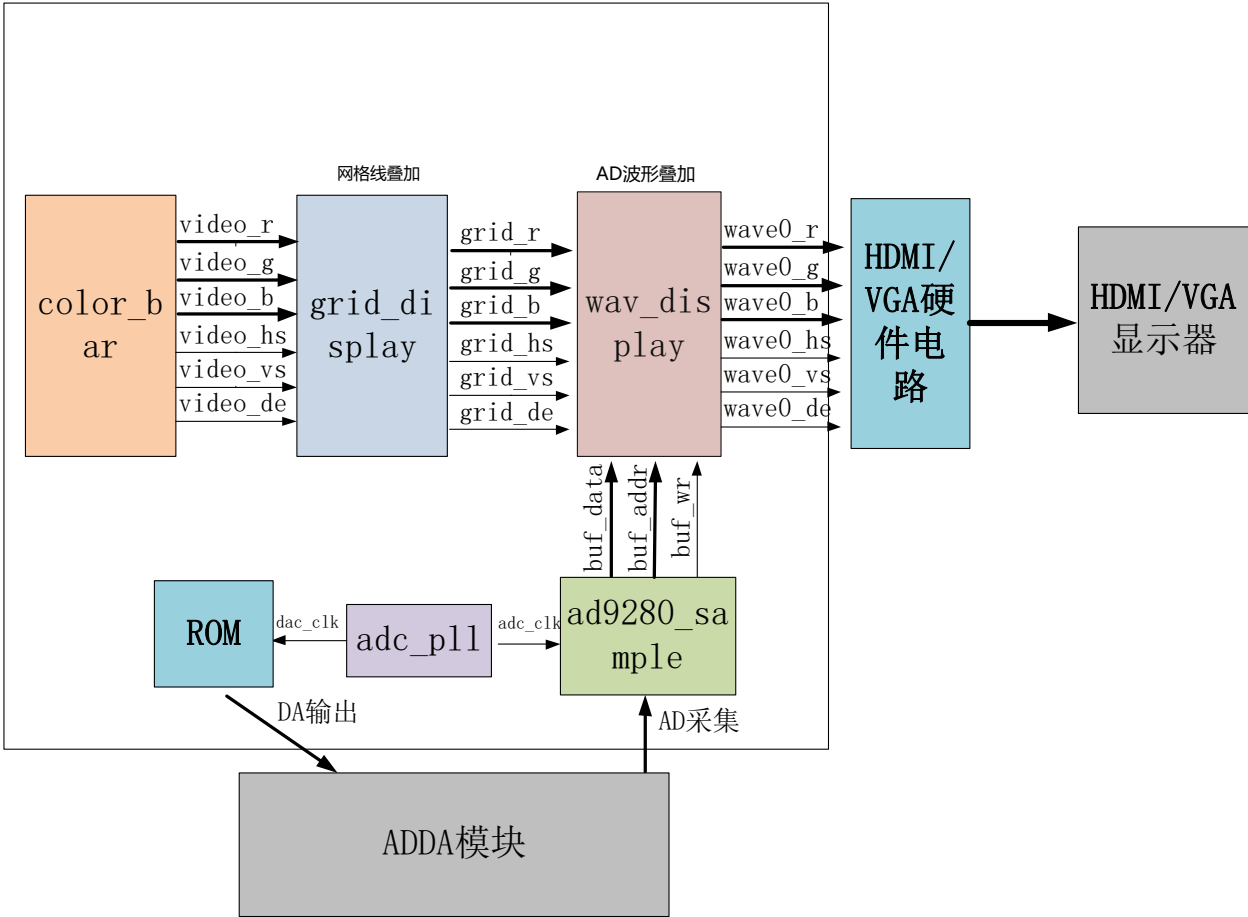 网格线叠加
AD波形叠加
color_b
ar
video_r
video_g
video_b
video_hs
video_vs
video_de
grid_di
splay
grid_r
grid_g
grid_b
grid_hs
grid_vs
grid_de
wav_dis
play
wave0_r
wave0_g
wave0_b
wave0_hs
wave0_vs
wave0_de
HDMI/
VGA硬
件电
路
HDMI/VGA
显示器
buf_data
buf_addr
buf_wr
ROM
dac_clk
adc_pll
adc_clk
ad9280_sa
mple
DA输出
AD采集
ADDA模块